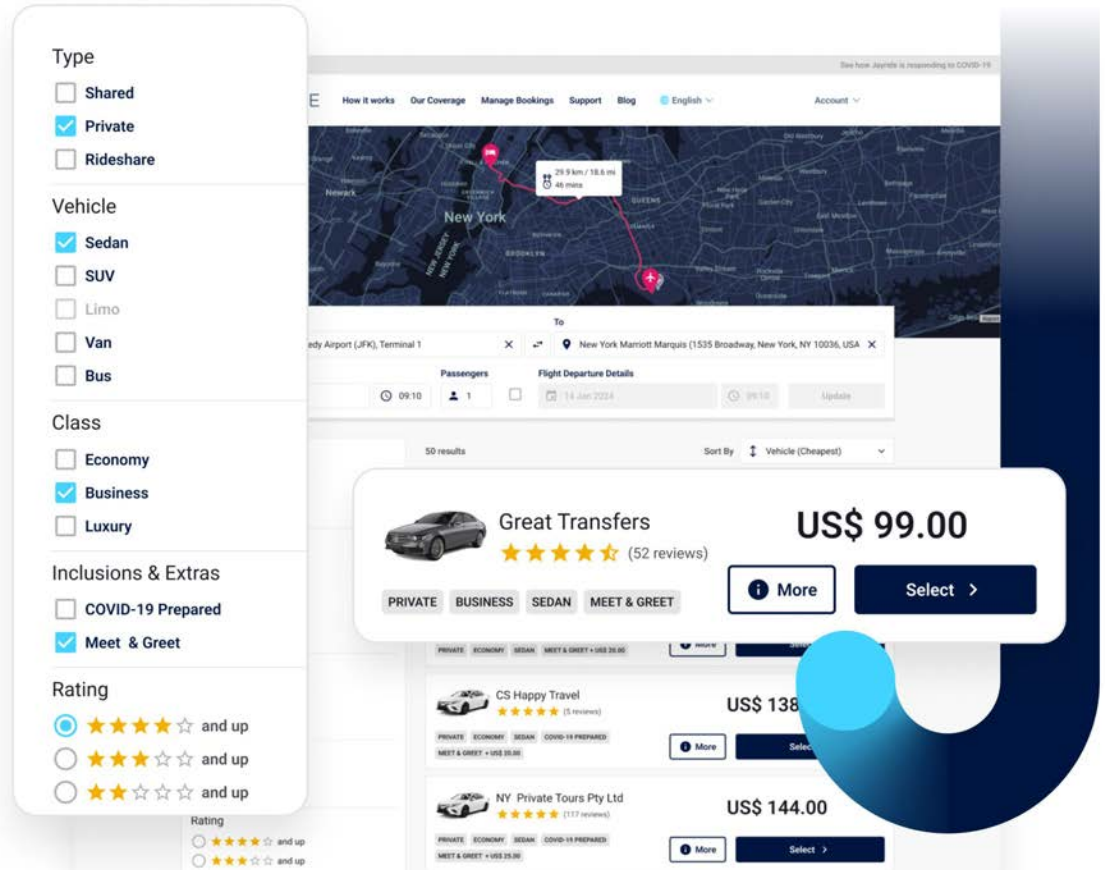 Type
Shared
Private
Rideshare
Vehicle
Sedan
SUV
Limo
Van
Bus
Class
Economy
Business
Luxury
Inclusions & Extras
COVID-19 Prepared
Meet & Greet
Rating
and up
and up
and up
See how Jayride is responding to COVID-19
E How it works Our Coverage Manage Bookings Support Blog English Account
Newark
New York
NEW JERSEY
NEW YORK
QUEENS
BROOKLYN
29.9 km / 18.6 mi
46 mins
To
edy Airport (JFK), Terminal 1 New York Marriott Marquis (1535 Broadway, New York, NY 10036, USA
Passengers Flight Departure Details
09:10 1 14 Jan 2024 09:10 Update
50 results Sort By Vehicle (Cheapest)
Great Transfers US$ 99.00
(52 reviews)
PRIVATE BUSINESS SEDAN MEET & GREET More Select
PRIVATE ECONOMY SEDAN MEET & GREET + US$ 20.00 More
CS Happy Travel US$ 138
(5 reviews)
PRIVATE ECONOMY SEDAN COVID-19 PREPARED
MEET & GREET + US$ 20.00 More Selec
NY Private Tours Pty Ltd US$ 144.00
(117 reviews)
PRIVATE ECONOMY SEDAN COVID-19 PREPARED
MEET & GREET + US$ 25.00 More Select
Rating
and up
and up